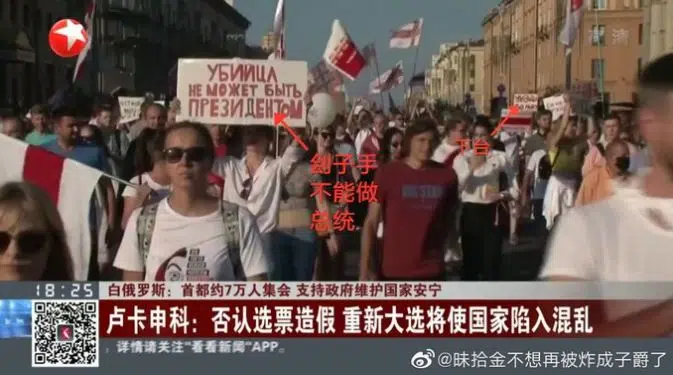 УБИЙЦА
НЕ МОЖЕТ БЫТЬ
ПРЕЗИДЕНТОМ
下台
刽子手
不能做
总统
18:25
白俄罗斯：首都约7万人集会 支持政府维护国家安宁
卢卡申科：否认选票造假 重新大选将使国家陷入混乱
详情请关注"看看新闻"APP。
@昧拾金不想再被炸成子爵了